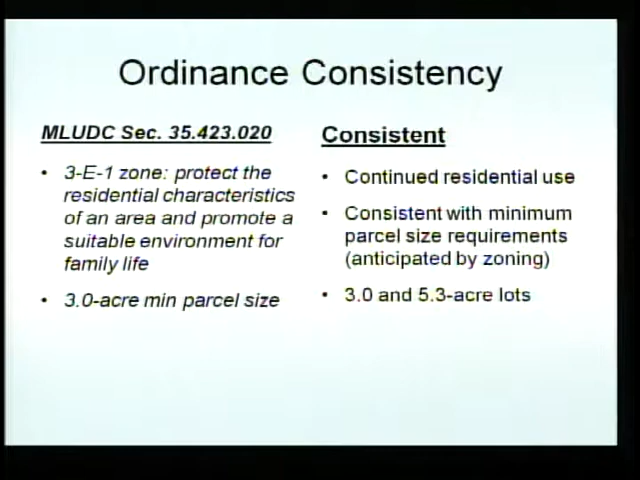 Ordinance Consistency
MLUDC Sec. 35.423.020
• 3-E-1 zone: protect the
residential characteristics
of an area and promote a
suitable environment for
family life
• 3.0-acre min parcel size
Consistent
• Continued residential use
• Consistent with minimum
parcel size requirements
(anticipated by zoning)
• 3.0 and 5.3-acre lots